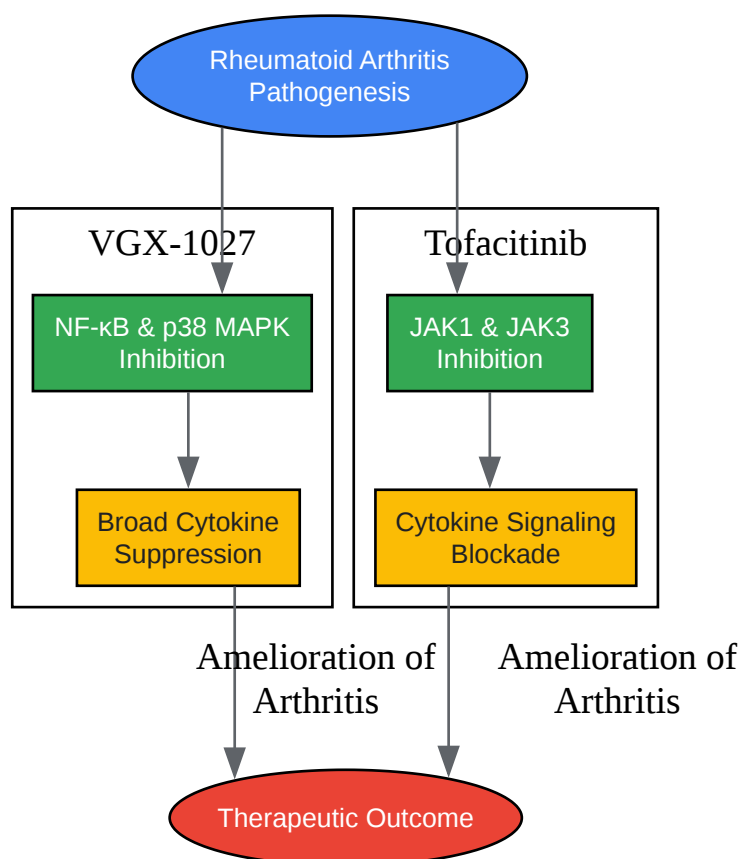 Rheumatoid Arthritis
Pathogenesis
VGX-1027
Tofacitinib
NF-κB & p38 MAPK
Inhibition
JAK1 & JAK3
Inhibition
Broad Cytokine
Suppression
Cytokine Signaling
Blockade
Amelioration of
Arthritis
Amelioration of
Arthritis
Therapeutic Outcome